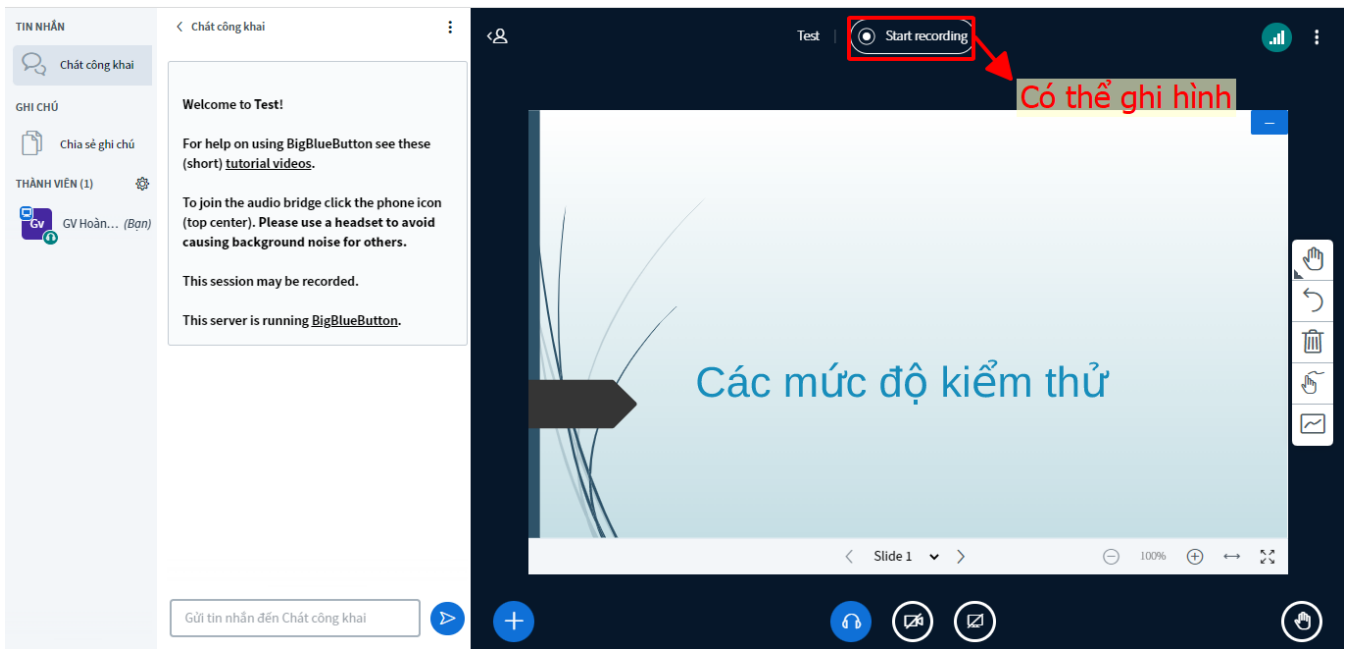 TIN NHẮN
Chát công khai
GHI CHÚ
Chia sẻ ghi chú
THÀNH VIÊN (1)
Gv
GV Hoàn... (Bạn)
Chát công khai
Welcome to Test!
For help on using BigBlueButton see these
(short) tutorial videos.
To join the audio bridge click the phone icon
(top center). Please use a headset to avoid
causing background noise for others.
This session may be recorded.
This server is running BigBlueButton.
Gửi tin nhắn đến Chát công khai
Test
Start recording
Có thể ghi hình
Các mức độ kiểm thử
Slide 1
100%